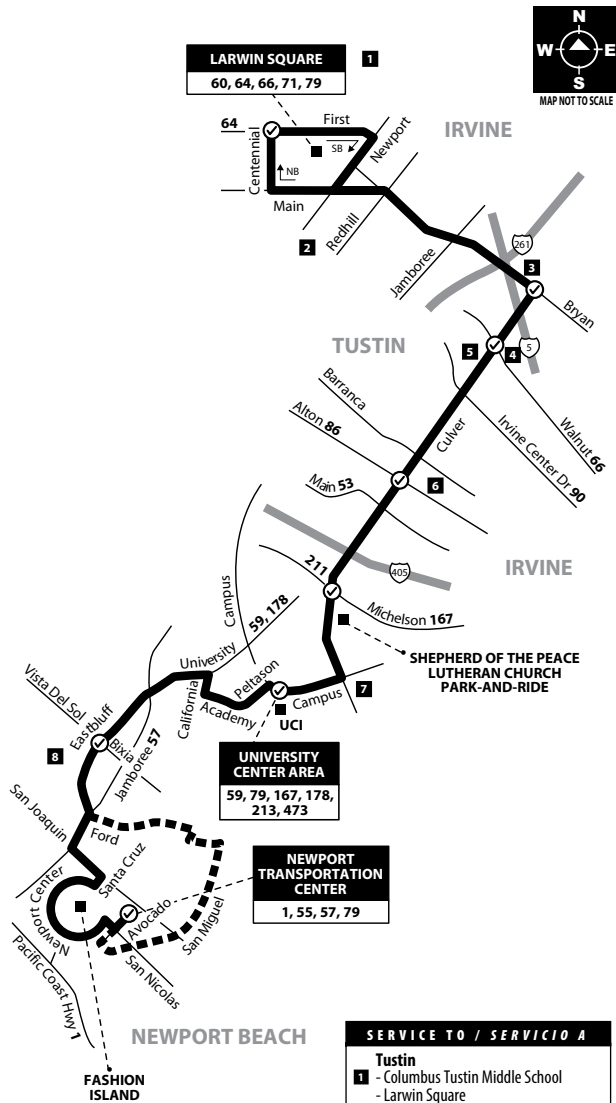 N
W E
S
MAP NOT TO SCALE
LARWIN SQUARE
60, 64, 66, 71, 79
1
IRVINE
64
First
Newport
Centennial
SB
NB
Main
2
Redhill
Jamboree
261
3
Bryan
TUSTIN
5
4
5
Barranca
Alton 86
Culver
Walnut 66
Irvine Center Dr 90
Main 53
6
IRVINE
211
405
Michelson 167
Campus
59, 178
SHEPHERD OF THE PEACE
LUTHERAN CHURCH
PARK-AND-RIDE
University
Peltason
California
Academy
Campus
7
UCI
Vista Del Sol
Eastbluff
Bixia
8
Jamboree 57
UNIVERSITY
CENTER AREA
59, 79, 167, 178,
213, 473
San Joaquin
Ford
Santa Cruz
NEWPORT
TRANSPORTATION
CENTER
1, 55, 57, 79
Newport Center
Avocado
San Miguel
San Nicolas
Pacific Coast Hwy 1
NEWPORT BEACH
FASHION
ISLAND
SERVICE TO / SERVICIO A
Tustin
1 - Columbus Tustin Middle School
- Larwin Square